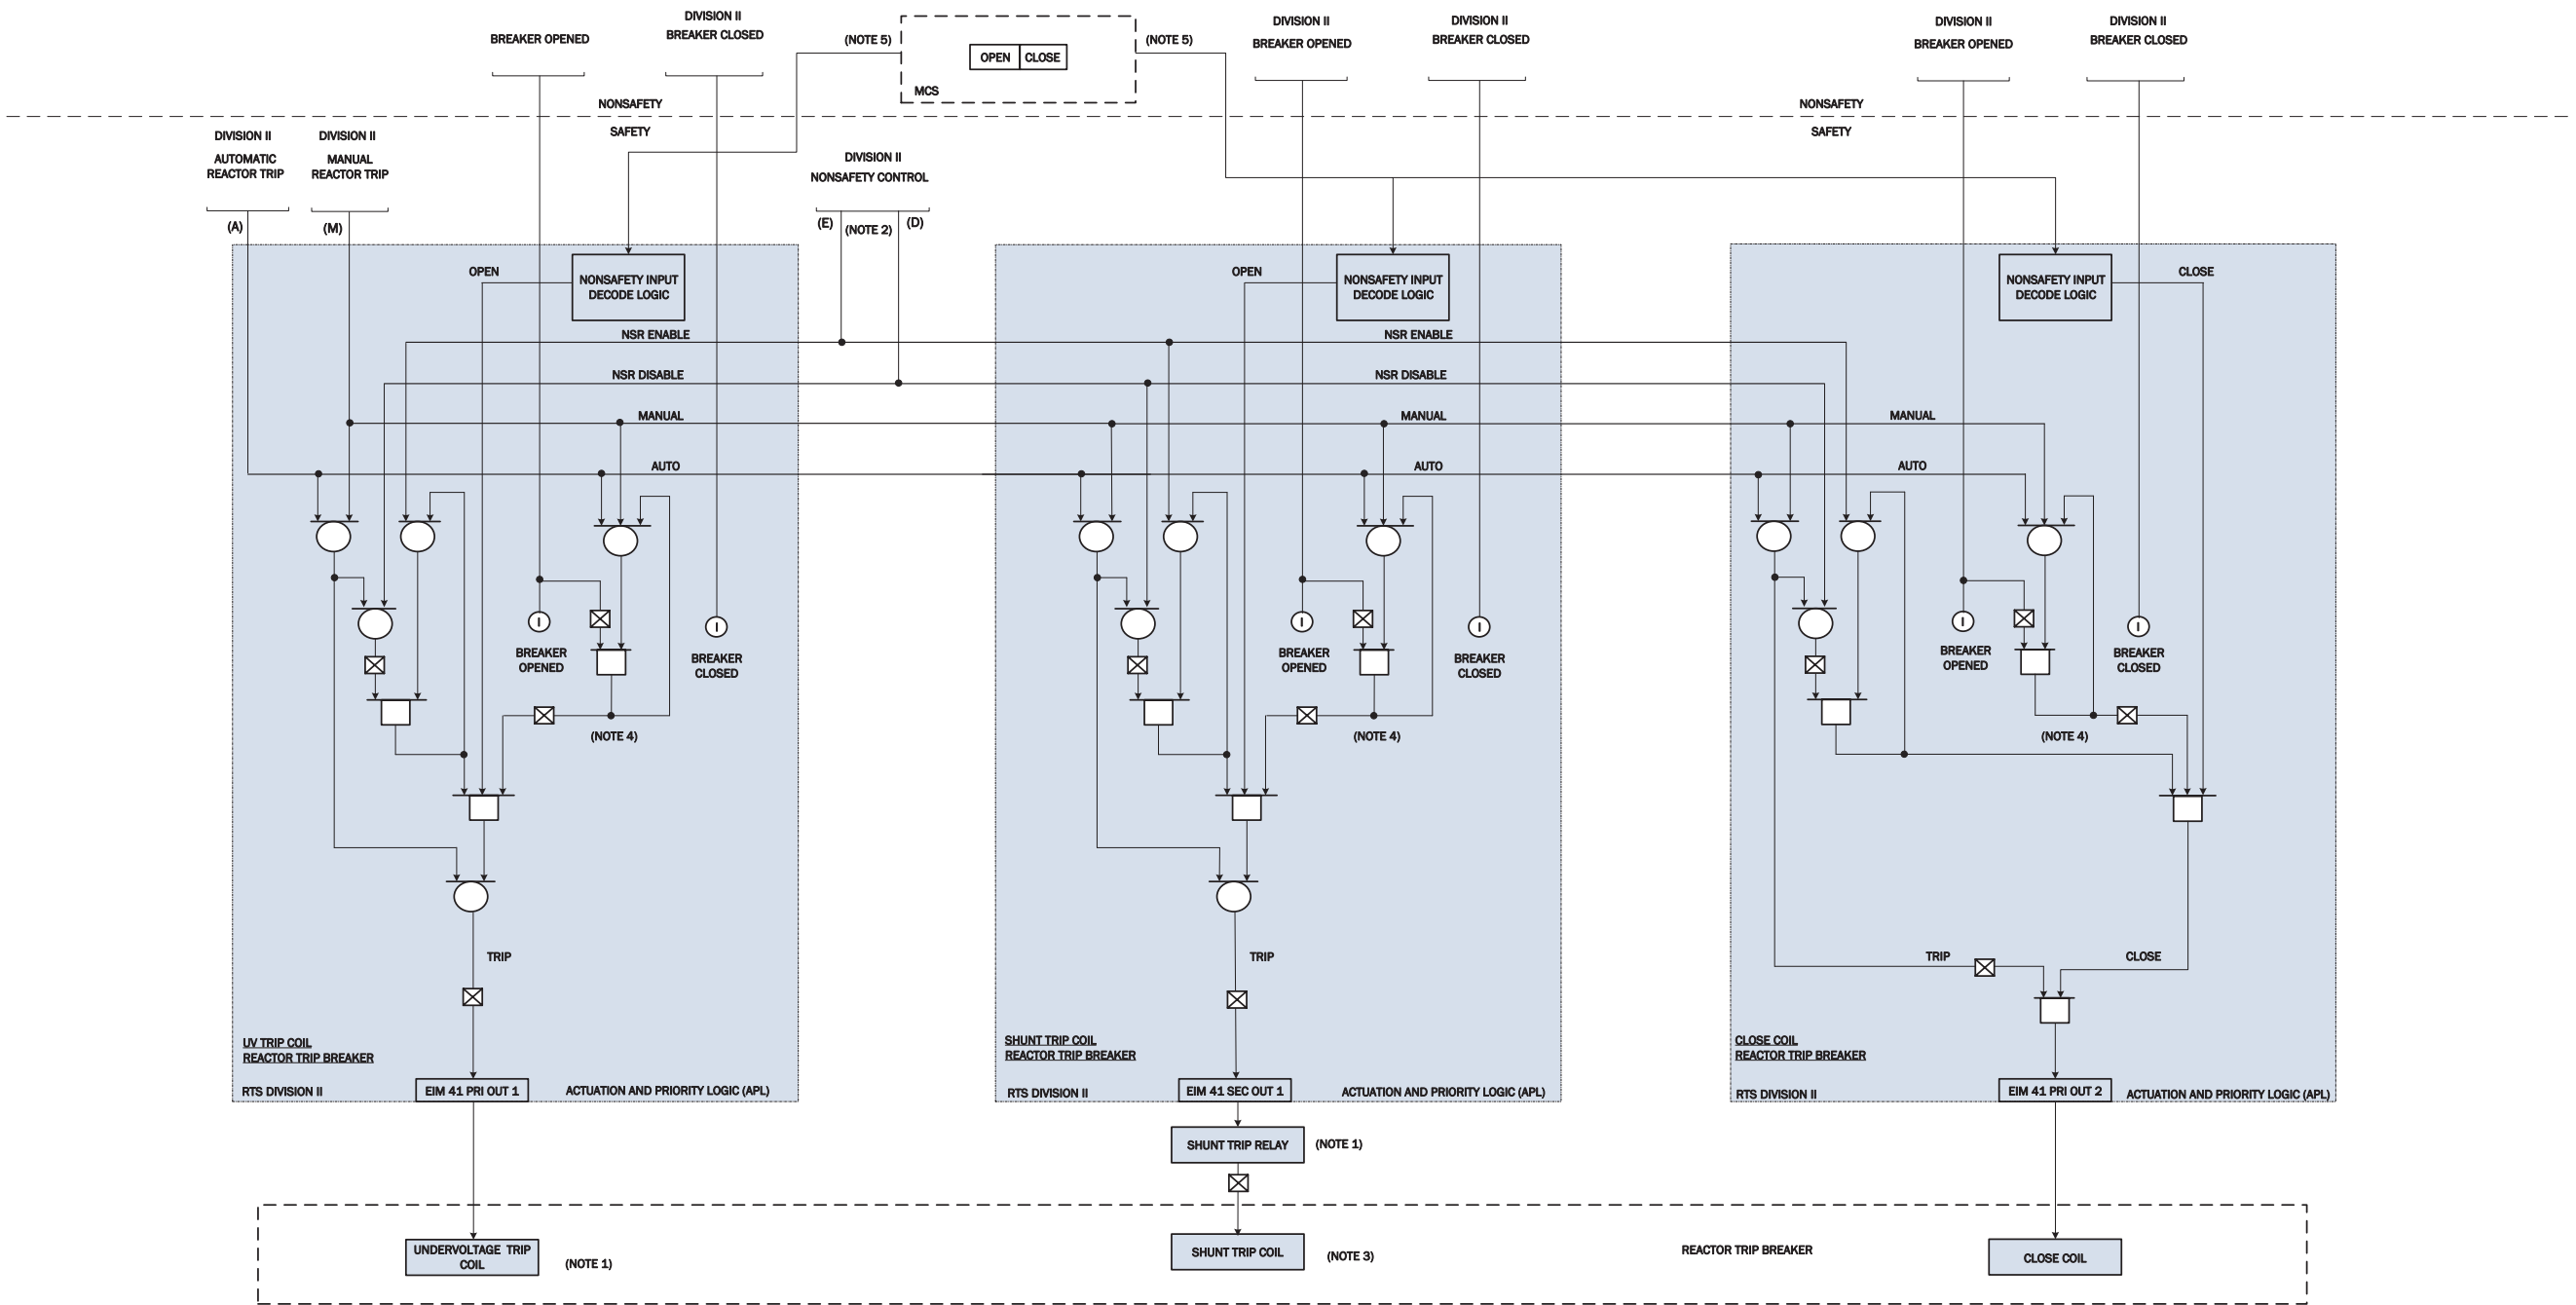 BREAKER OPENED
DIVISION II
BREAKER CLOSED
(NOTE 5)
OPEN
CLOSE
MCS
(NOTE 5)
DIVISION II
BREAKER OPENED
DIVISION II
BREAKER CLOSED
DIVISION II
BREAKER OPENED
DIVISION II
BREAKER CLOSED
NONSAFETY
SAFETY
NONSAFETY
SAFETY
DIVISION II
AUTOMATIC
REACTOR TRIP
(A)
DIVISION II
MANUAL
REACTOR TRIP
(M)
DIVISION II
NONSAFETY CONTROL
(E)
(NOTE 2)
(D)
OPEN
NONSAFETY INPUT
DECODE LOGIC
NSR ENABLE
NSR DISABLE
MANUAL
AUTO
I
BREAKER
OPENED
I
BREAKER
CLOSED
(NOTE 4)
TRIP
UV TRIP COIL
REACTOR TRIP BREAKER
RTS DIVISION II
EIM 41 PRI OUT 1
ACTUATION AND PRIORITY LOGIC (APL)
OPEN
NONSAFETY INPUT
DECODE LOGIC
NSR ENABLE
NSR DISABLE
MANUAL
AUTO
I
BREAKER
OPENED
I
BREAKER
CLOSED
(NOTE 4)
TRIP
SHUNT TRIP COIL
REACTOR TRIP BREAKER
RTS DIVISION II
EIM 41 SEC OUT 1
ACTUATION AND PRIORITY LOGIC (APL)
NONSAFETY INPUT
DECODE LOGIC
CLOSE
MANUAL
AUTO
I
BREAKER
OPENED
I
BREAKER
CLOSED
(NOTE 4)
TRIP
CLOSE
CLOSE COIL
REACTOR TRIP BREAKER
RTS DIVISION II
EIM 41 PRI OUT 2
ACTUATION AND PRIORITY LOGIC (APL)
SHUNT TRIP RELAY
(NOTE 1)
UNDERVOLTAGE TRIP
COIL
(NOTE 1)
SHUNT TRIP COIL
(NOTE 3)
REACTOR TRIP BREAKER
CLOSE COIL